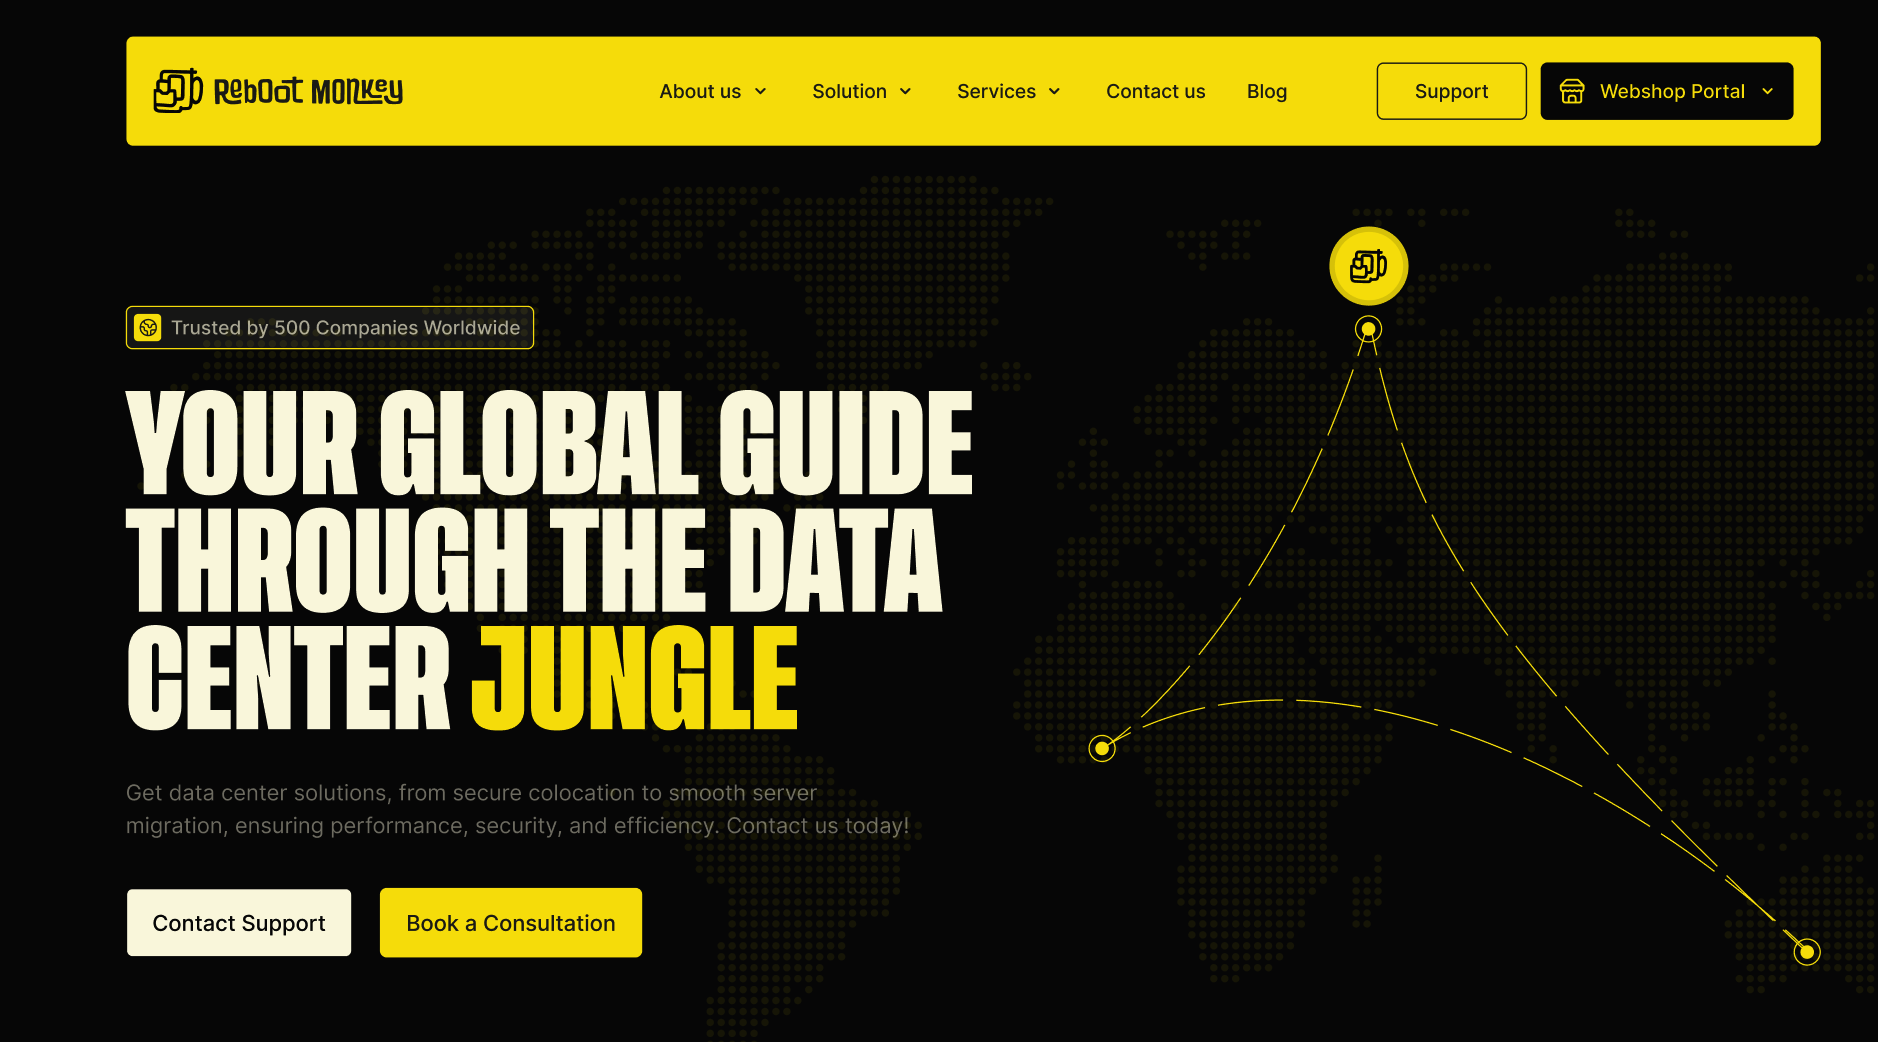 Reboot Monkey
About us
Solution
Services
Contact us
Blog
Support
Webshop Portal
Trusted by 500 Companies Worldwide
YOUR GLOBAL GUIDE
THROUGH THE DATA
CENTER JUNGLE
Get data center solutions, from secure colocation to smooth server
migration, ensuring performance, security, and efficiency. Contact us today!
Contact Support
Book a Consultation